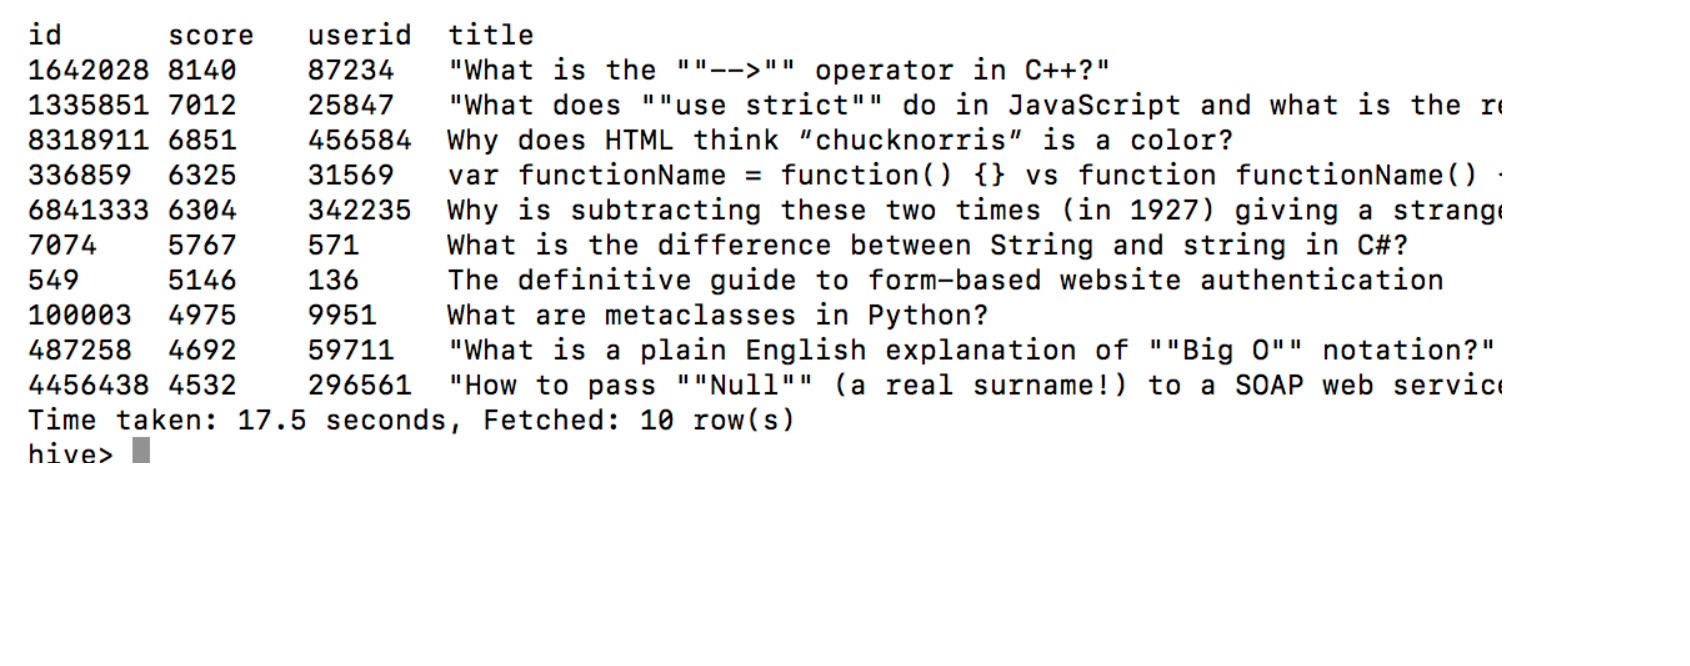 id score userid title
1642028 8140 87234 "What is the ""-->"" operator in C++?"
1335851 7012 25847 "What does ""use strict"" do in JavaScript and what is the
8318911 6851 456584 Why does HTML think “chucknorris” is a color?
336859 6325 31569 var functionName = function() {} vs function functionName()
6841333 6304 342235 Why is subtracting these two times (in 1927) giving a strange
7074 5767 571 What is the difference between String and string in C#?
549 5146 136 The definitive guide to form-based website authentication
100003 4975 9951 What are metaclasses in Python?
487258 4692 59711 "What is a plain English explanation of ""Big O"" notation?"
4456438 4532 296561 "How to pass ""Null"" (a real surname!) to a SOAP web service
Time taken: 17.5 seconds, Fetched: 10 row(s)
hive>